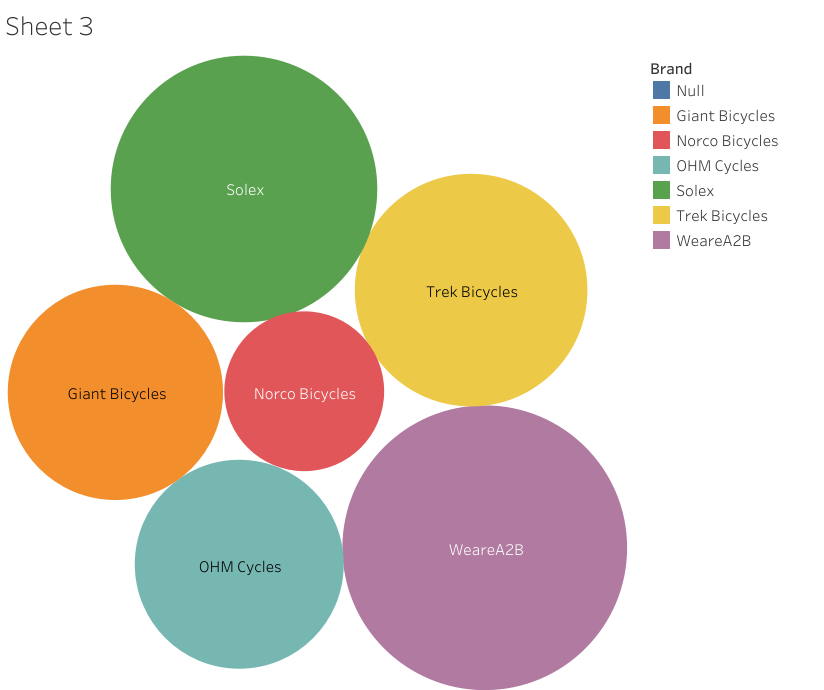 Sheet 3
Brand
Null
Giant Bicycles
Norco Bicycles
OHM Cycles
Solex
Trek Bicycles
WeareA2B
Solex
Trek Bicycles
Giant Bicycles
Norco Bicycles
WeareA2B
OHM Cycles